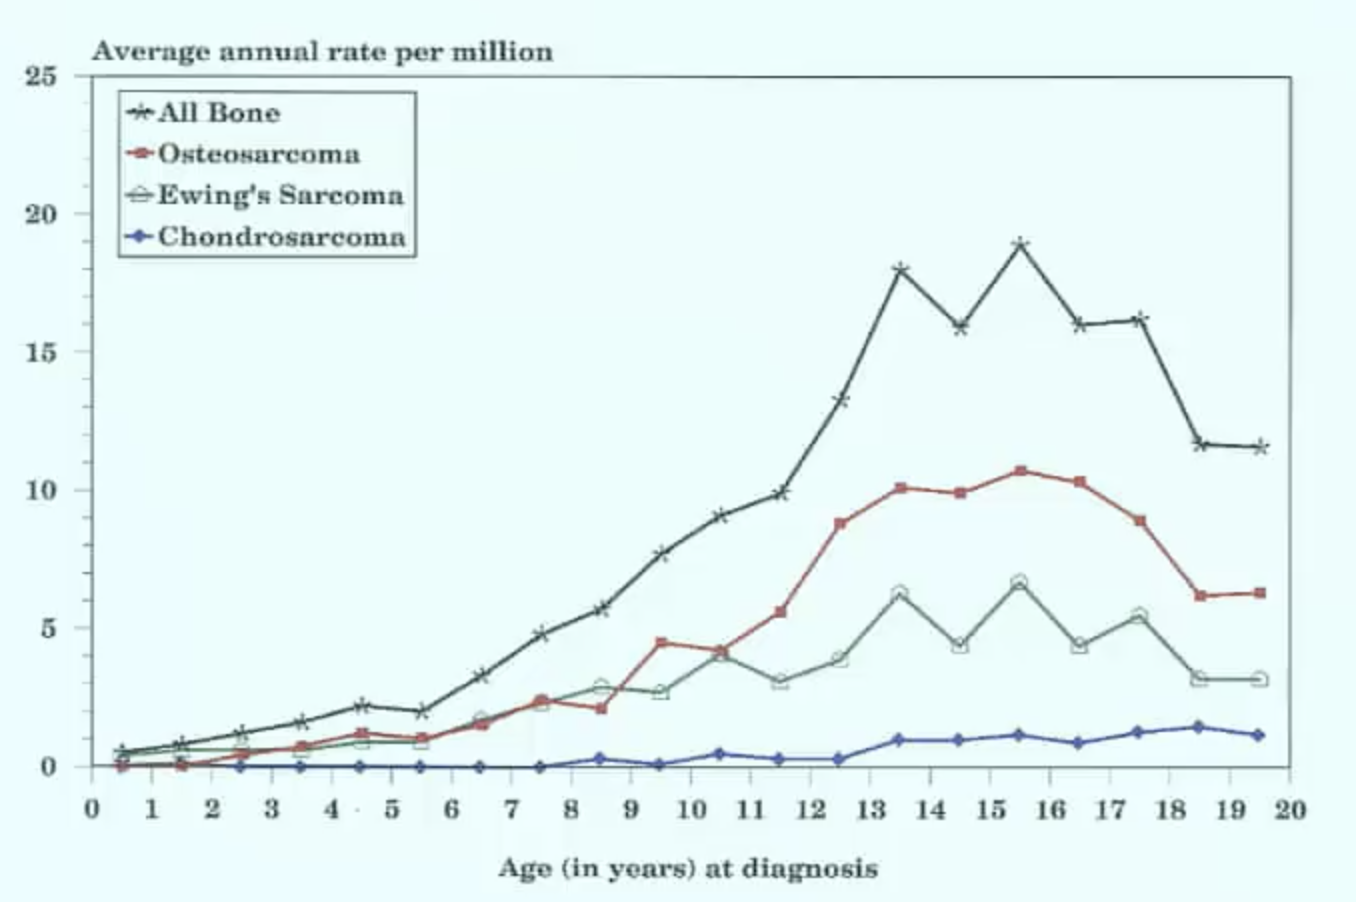 Average annual rate per million
25
All Bone
Osteosarcoma
Ewing's Sarcoma
Chondrosarcoma
20
15
10
5
0
0 1 2 3 4 5 6 7 8 9 10 11 12 13 14 15 16 17 18 19 20
Age (in years) at diagnosis